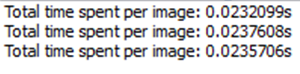 Total time spent per image: 0.0232099s
Total time spent per image: 0.0237608s
Total time spent per image: 0.0235706s